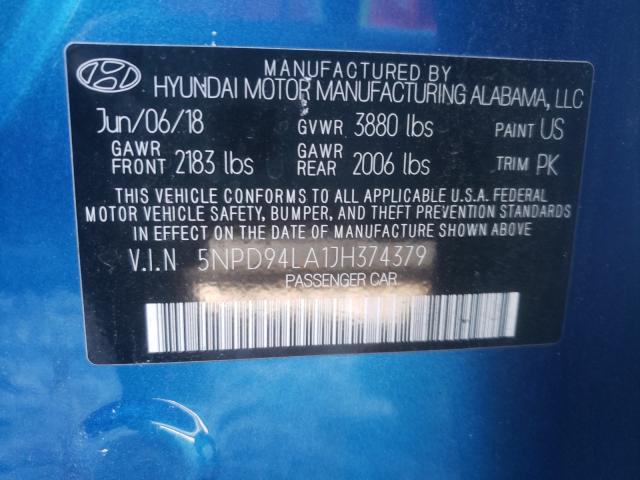 MANUFACTURED BY
HYUNDAI MOTOR MANUFACTURING ALABAMA, LLC
Jun/06/18 GVWR 3880 lbs PAINT US
GAWR FRONT 2183 lbs GAWR REAR 2006 lbs TRIM PK
THIS VEHICLE CONFORMS TO ALL APPLICABLE U.S.A. FEDERAL
MOTOR VEHICLE SAFETY, BUMPER, AND THEFT PREVENTION STANDARDS
IN EFFECT ON THE DATE OF MANUFACTURE SHOWN ABOVE
V.I.N 5NPD94LA1JH374379
PASSENGER CAR